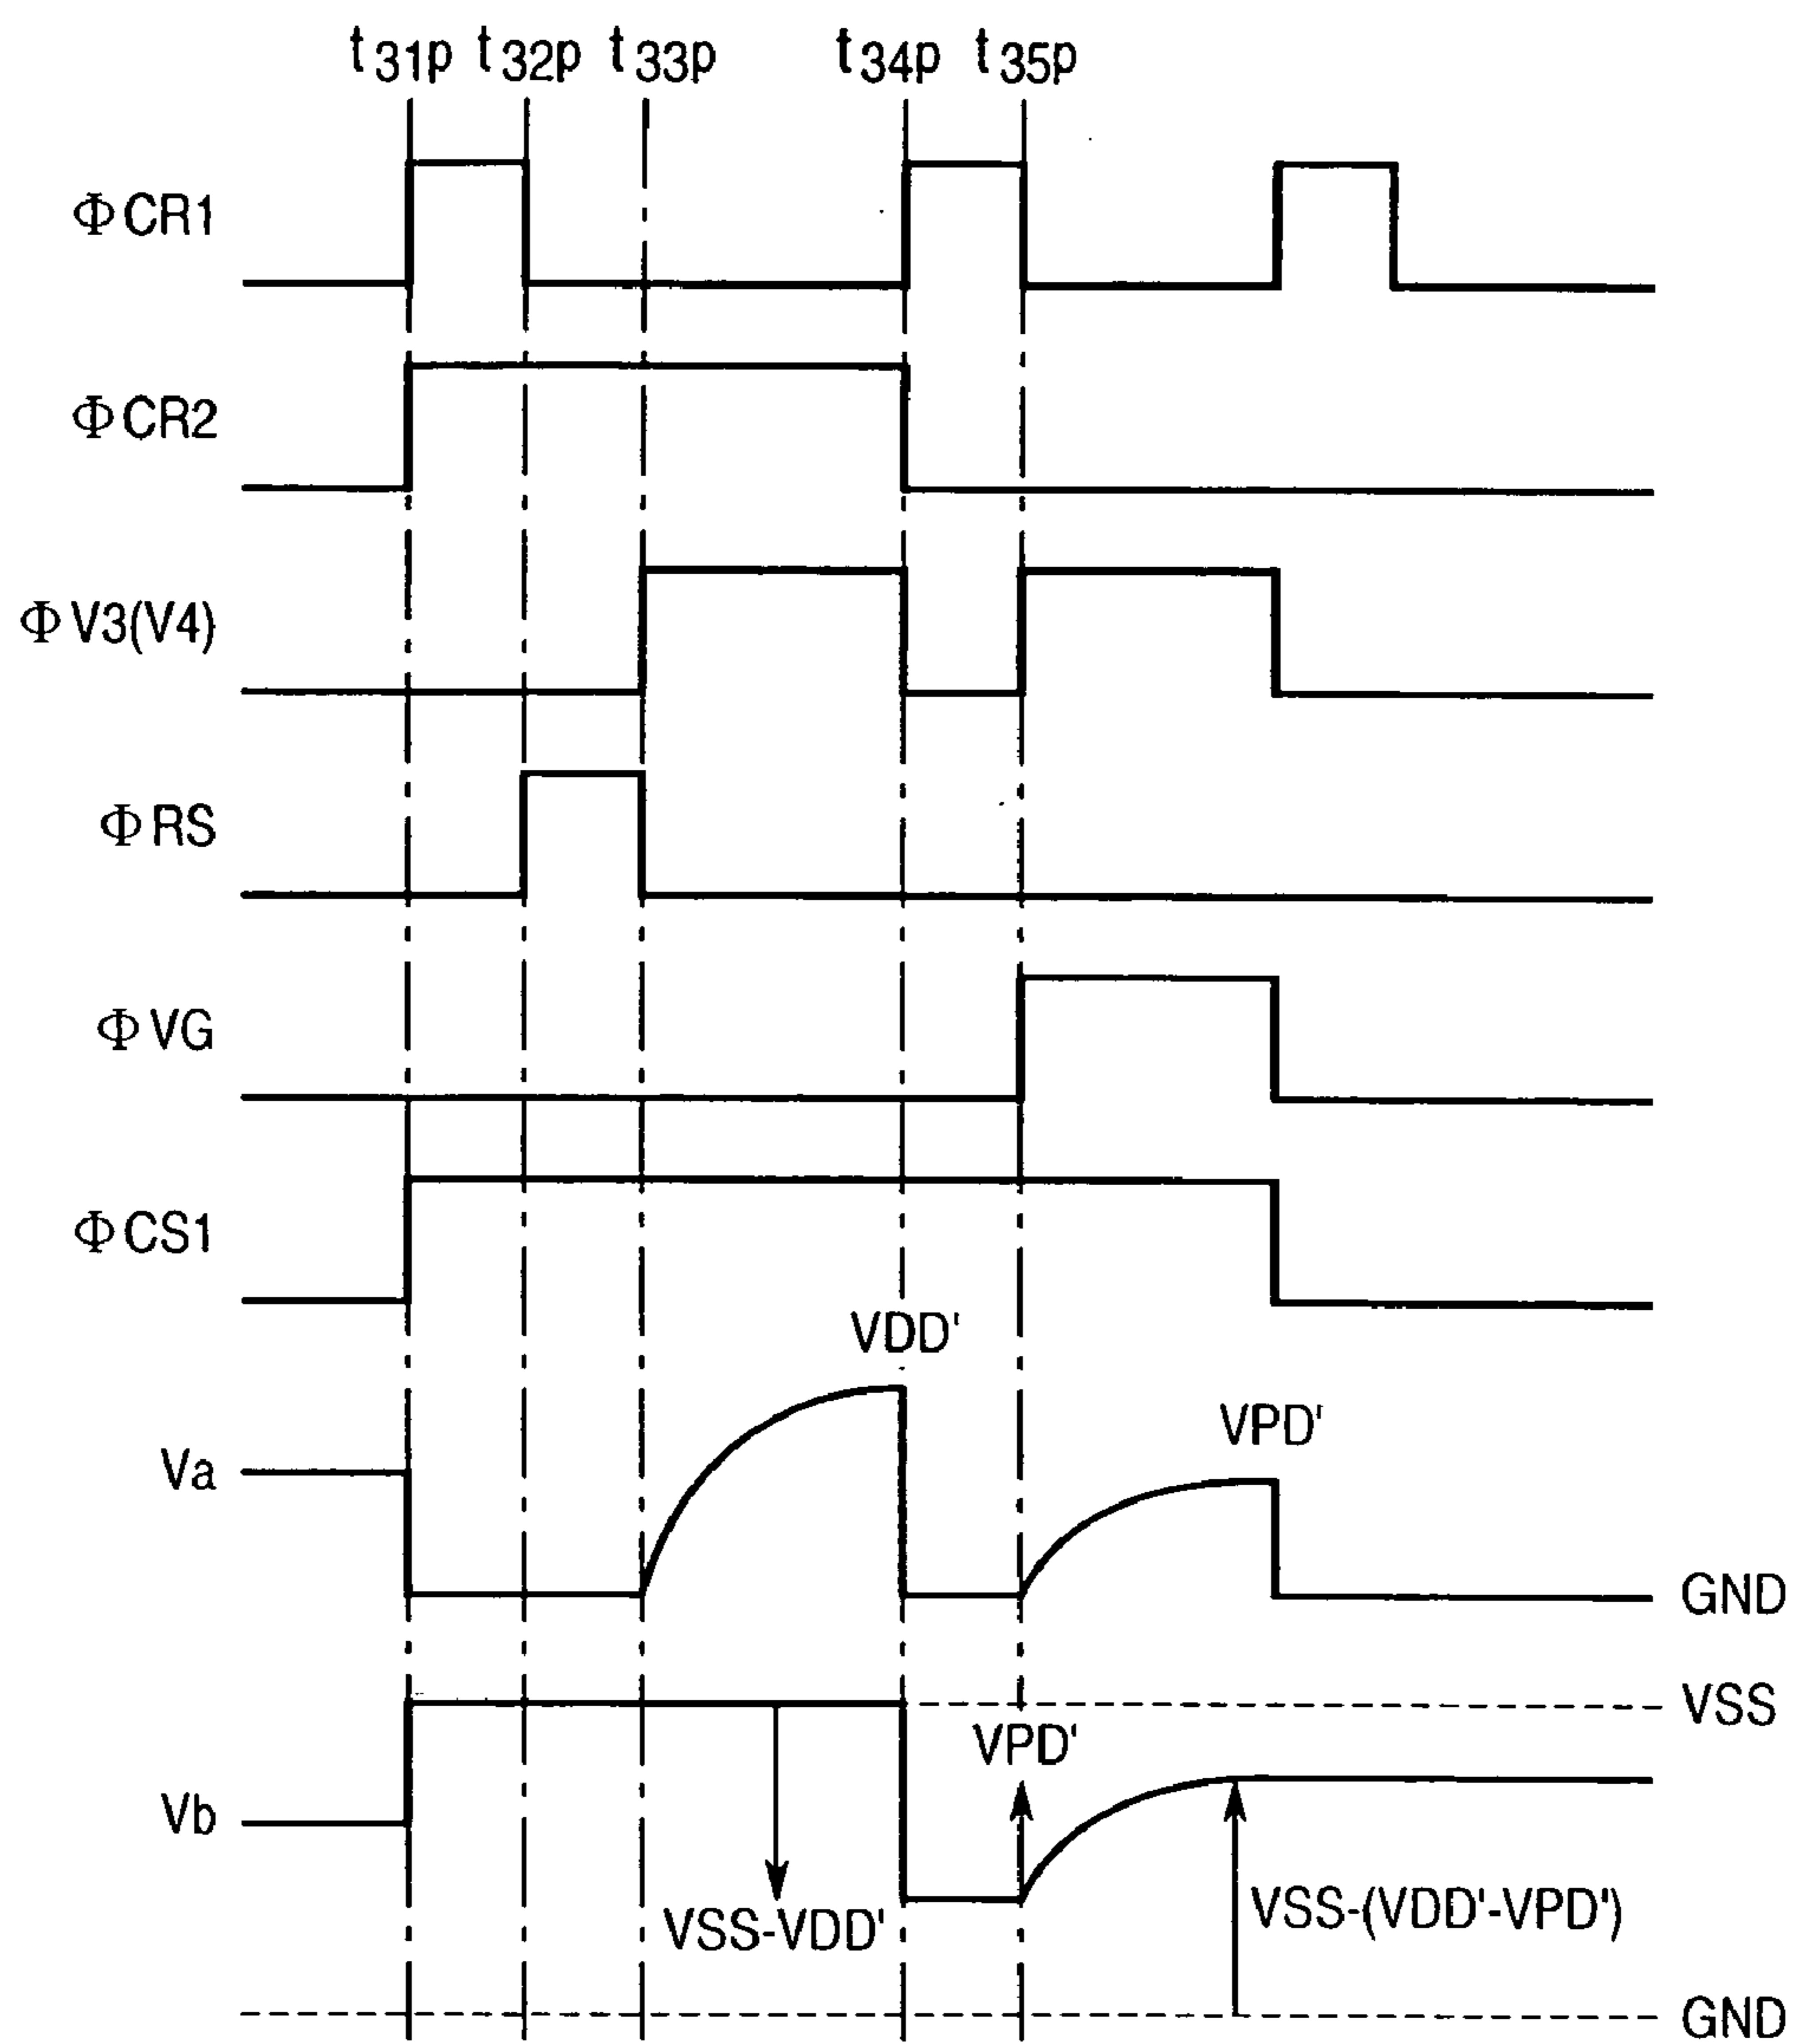 t31p t32p t33p t34p t35p
ΦCR1
ΦCR2
ΦV3(V4)
ΦRS
ΦVG
ΦCS1
VDD'
VPD'
Va
GND
VSS
VPD'
Vb
VSS-(VDD'-VPD')
VSS-VDD'
GND